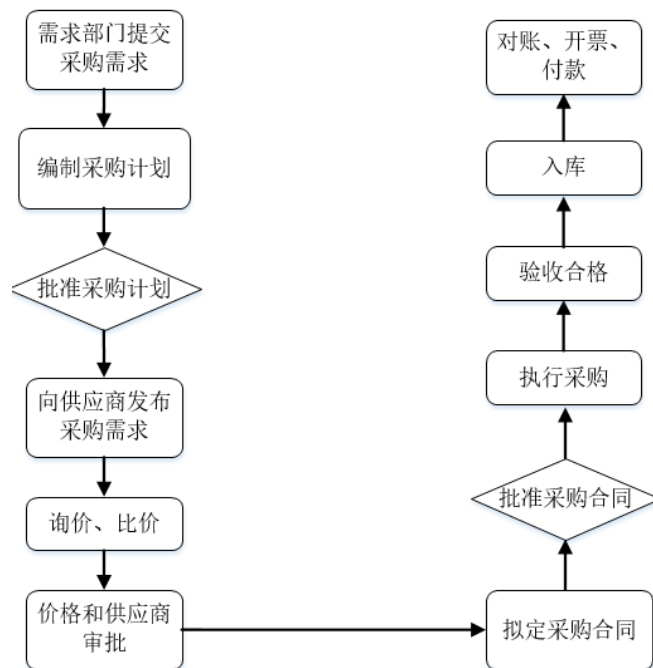 需求部门提交
采购需求
编制采购计划
批准采购计划
向供应商发布
采购需求
询价、比价
价格和供应商
审批
拟定采购合同
批准采购合同
执行采购
验收合格
入库
对账、开票、
付款